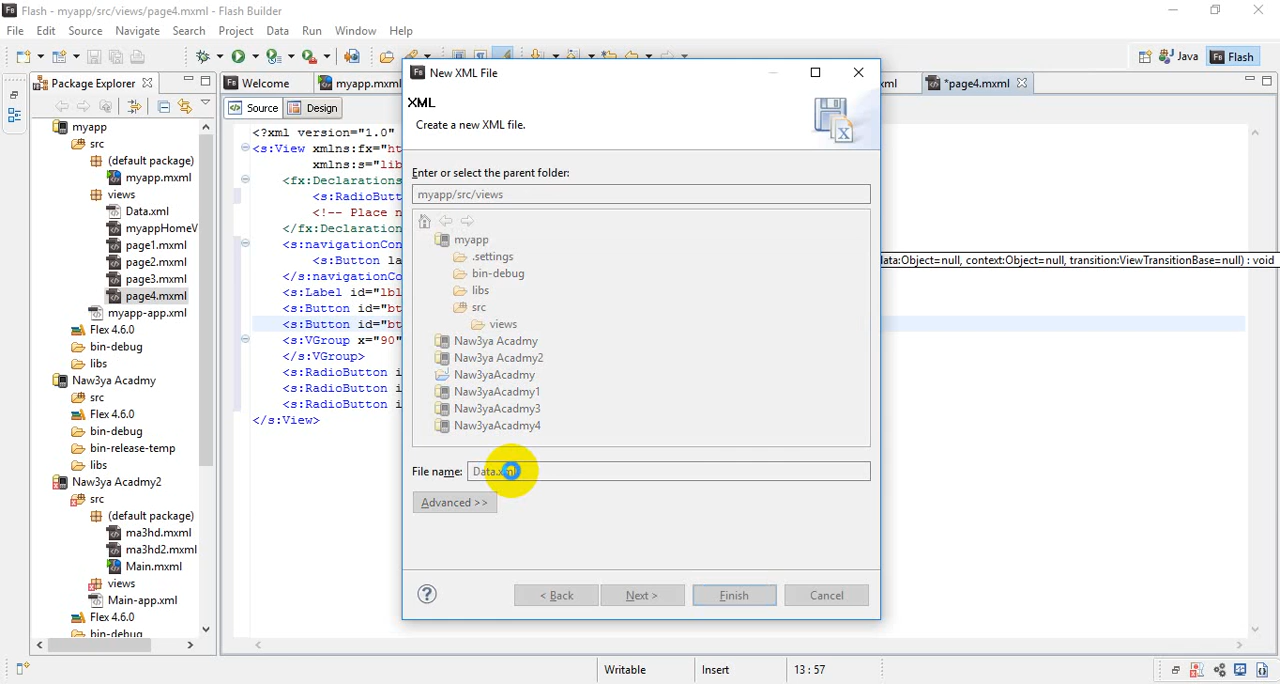 Flash - myapp/src/views/page4.mxml - Flash Builder
File Edit Source Navigate Search Project Data Run Window Help
Java Flash
Package Explorer
Welcome myapp.mxml *page4.mxml
Source Design
myapp
src
(default package)
myapp.mxml
views
Data.xml
myappHomeV
page1.mxml
page2.mxml
page3.mxml
page4.mxml
myapp-app.xml
Flex 4.6.0
bin-debug
libs
Naw3ya Acadmy
src
Flex 4.6.0
bin-debug
bin-release-temp
libs
Naw3ya Acadmy2
src
(default package)
ma3hd.mxml
ma3hd2.mxml
Main.mxml
views
Main-app.xml
Flex 4.6.0
bin-debug
<?xml version="1.0"
<s:View xmlns:fx="ht
xmlns:s="lib
<fx:Declarations
<s:RadioButt
<!-- Place n
</fx:Declaration
<s:navigationCon
<s:Button la
</s:navigationCo
<s:Label id="lbl
<s:Button id="bt
<s:Button id="bt
<s:VGroup x="90"
</s:VGroup>
<s:RadioButton i
<s:RadioButton i
<s:RadioButton i
</s:View>
data:Object=null, context:Object=null, transition:ViewTransitionBase=null) : void
New XML File
XML
Create a new XML file.
Enter or select the parent folder:
myapp/src/views
myapp
.settings
bin-debug
libs
src
views
Naw3ya Acadmy
Naw3ya Acadmy2
Naw3yaAcadmy
Naw3yaAcadmy1
Naw3yaAcadmy3
Naw3yaAcadmy4
File name: Data.xml
Advanced >>
< Back Next > Finish Cancel
Writable Insert 13 : 57